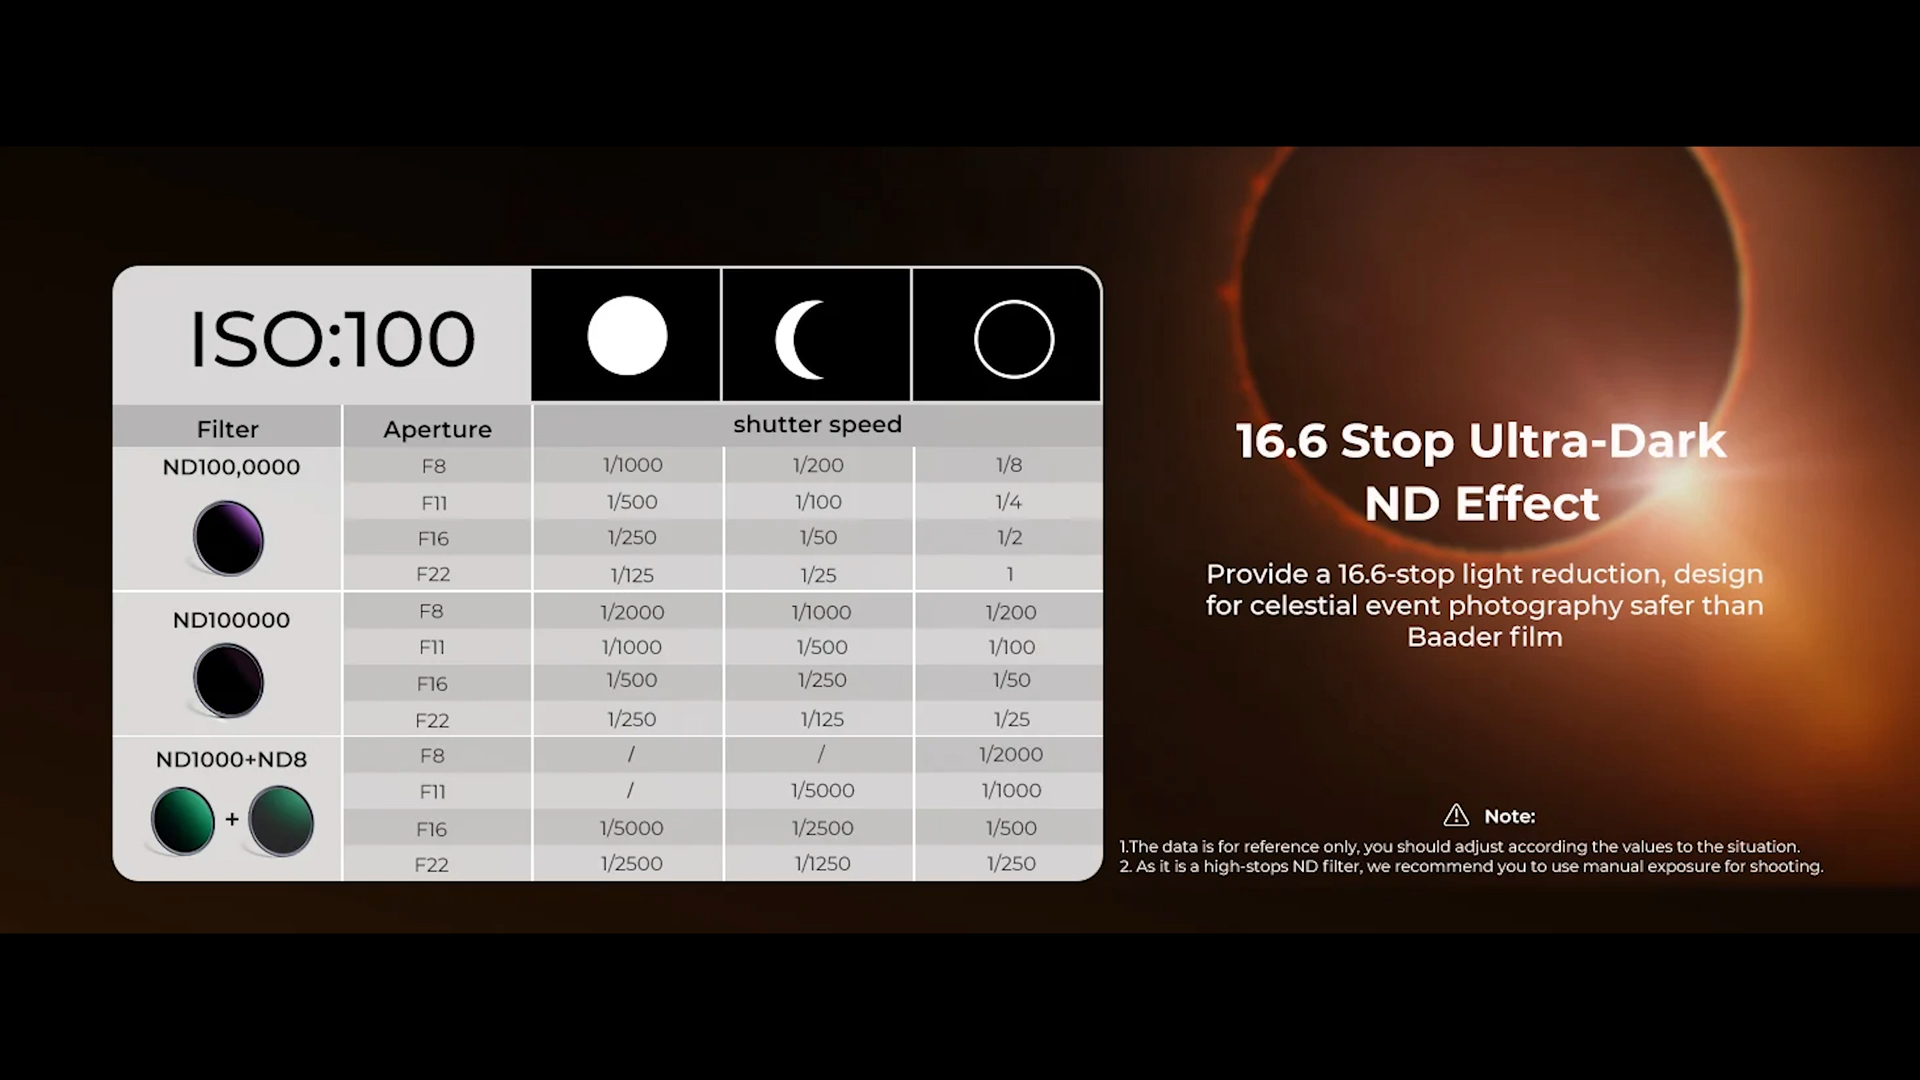 ISO:100
Filter Aperture shutter speed
ND100,0000
F8 1/1000 1/200 1/8
F11 1/500 1/100 1/4
F16 1/250 1/50 1/2
F22 1/125 1/25 1
ND100000
F8 1/2000 1/1000 1/200
F11 1/1000 1/500 1/100
F16 1/500 1/250 1/50
F22 1/250 1/125 1/25
ND1000+ND8
F8 / / 1/2000
F11 / 1/5000 1/1000
+
F16 1/5000 1/2500 1/500
F22 1/2500 1/1250 1/250
16.6 Stop Ultra-Dark
ND Effect
Provide a 16.6-stop light reduction, design
for celestial event photography safer than
Baader film
Note:
1.The data is for reference only, you should adjust according the values to the situation.
2. As it is a high-stops ND filter, we recommend you to use manual exposure for shooting.